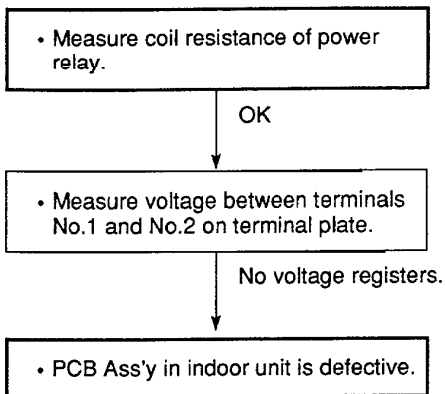 • Measure coil resistance of power
relay.
OK
• Measure voltage between terminals
No.1 and No.2 on terminal plate.
No voltage registers.
• PCB Ass'y in indoor unit is defective.